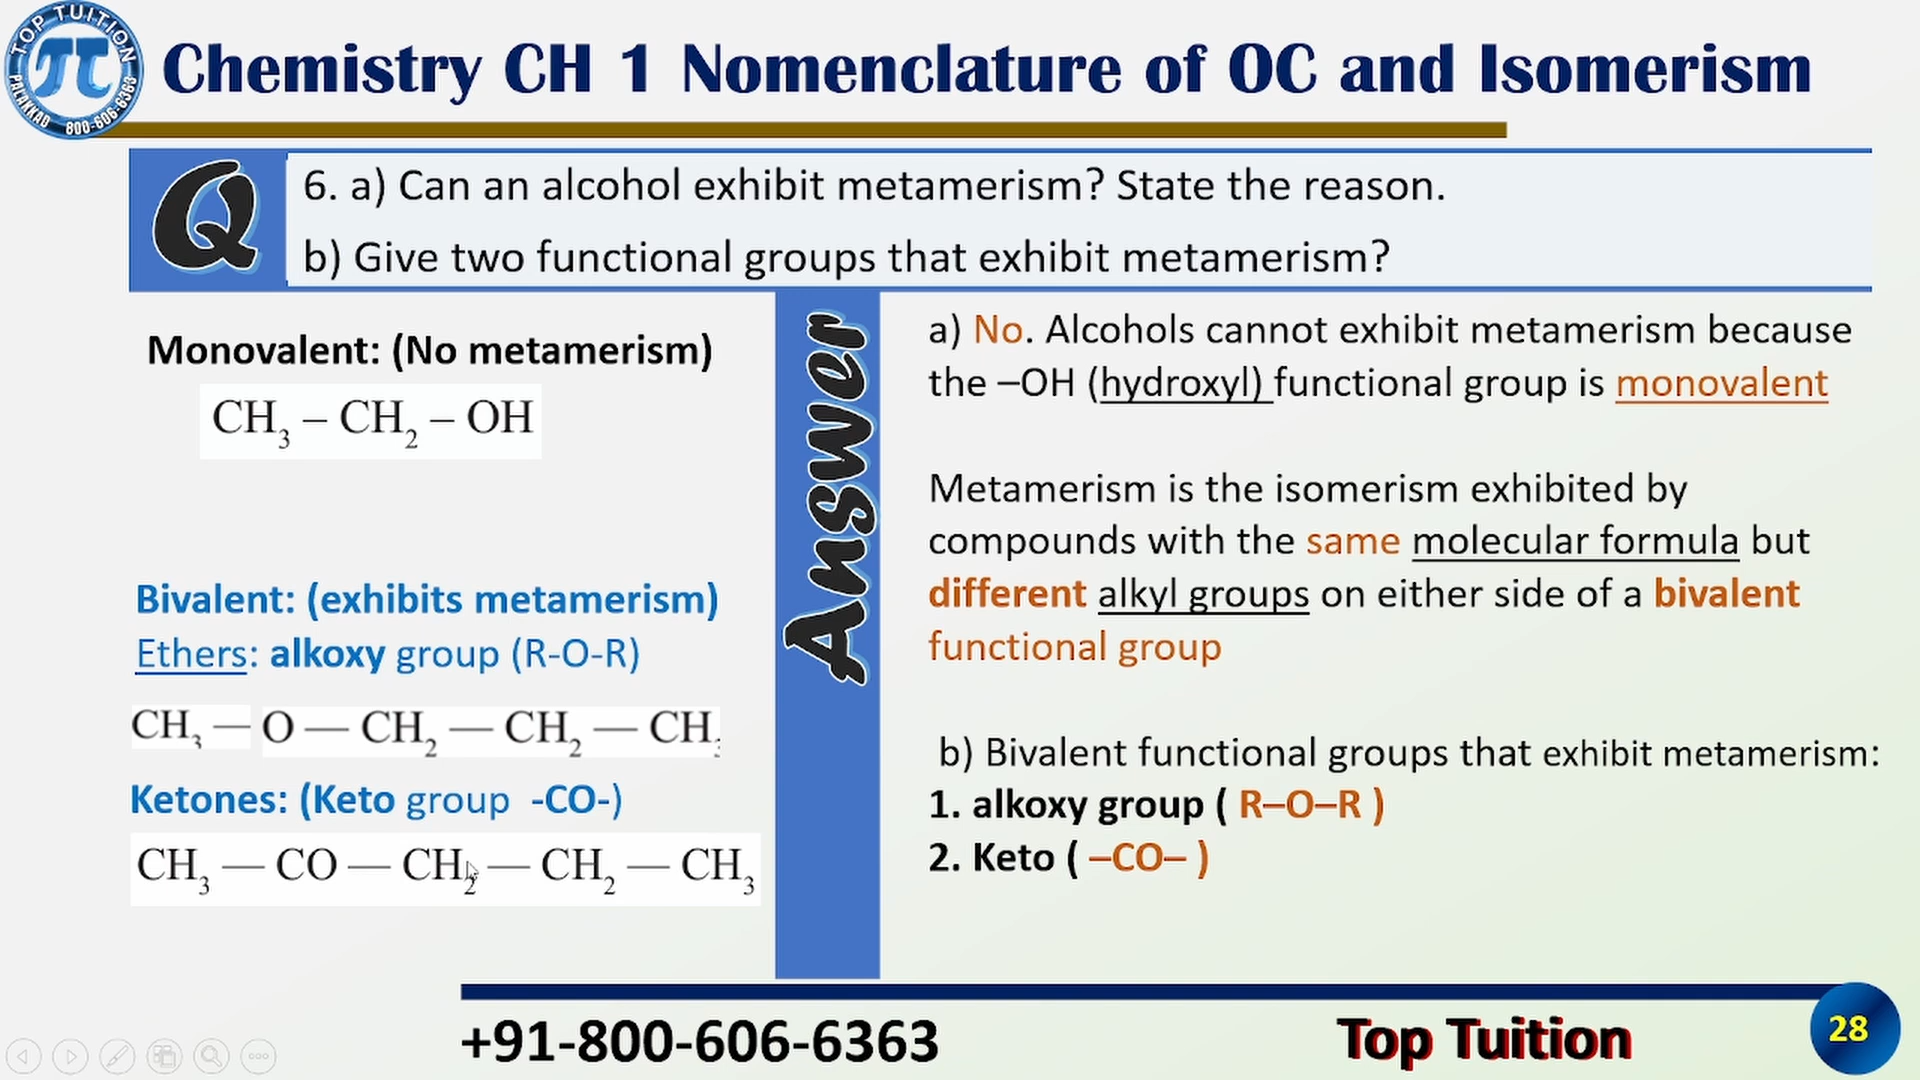 TOP TUITION
PALAKKAD 800-606-6363
Chemistry CH 1 Nomenclature of OC and Isomerism
Q
6. a) Can an alcohol exhibit metamerism? State the reason.
b) Give two functional groups that exhibit metamerism?
Monovalent: (No metamerism)
CH₃ – CH₂ – OH
Bivalent: (exhibits metamerism)
Ethers: alkoxy group (R-O-R)
CH₃ — O — CH₂ — CH₂ — CH₃
Ketones: (Keto group -CO-)
CH₃ — CO — CH₂ — CH₂ — CH₃
Answer
a) No. Alcohols cannot exhibit metamerism because
the –OH (hydroxyl) functional group is monovalent
Metamerism is the isomerism exhibited by
compounds with the same molecular formula but
different alkyl groups on either side of a bivalent
functional group
b) Bivalent functional groups that exhibit metamerism:
1. alkoxy group ( R–O–R )
2. Keto ( –CO– )
+91-800-606-6363
Top Tuition
28